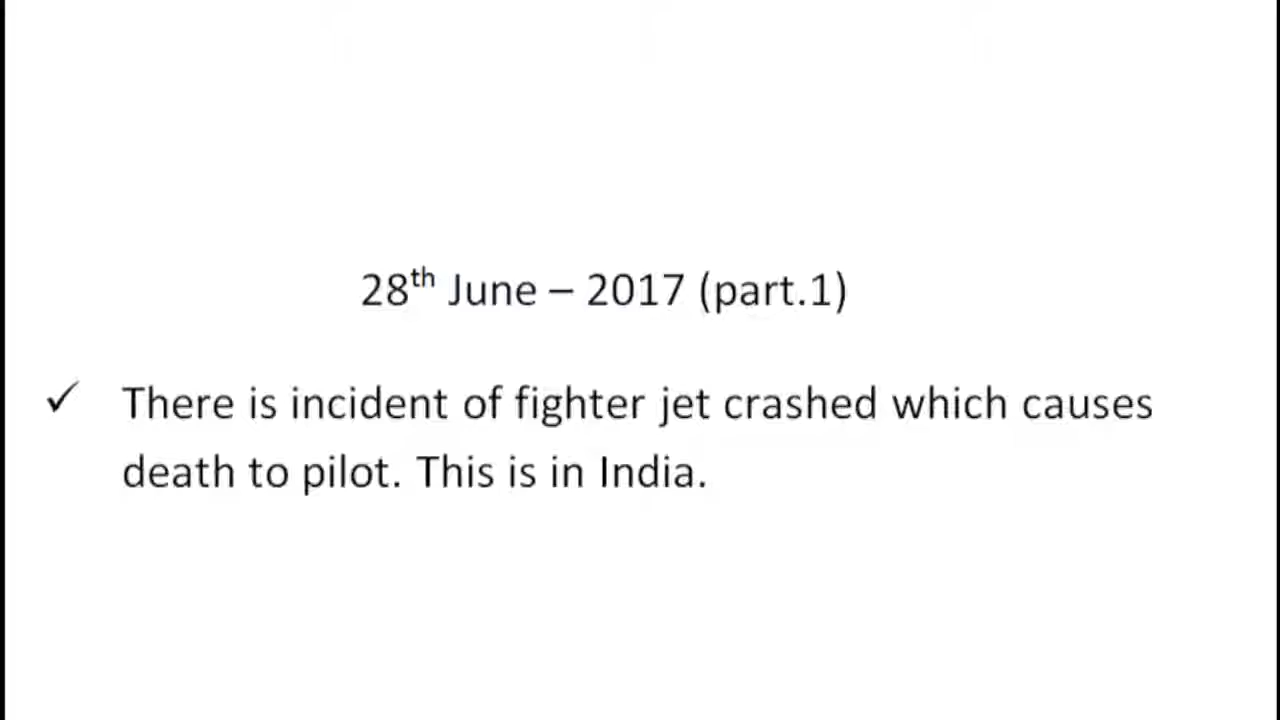 28th June – 2017 (part.1)
✓ There is incident of fighter jet crashed which causes
death to pilot. This is in India.